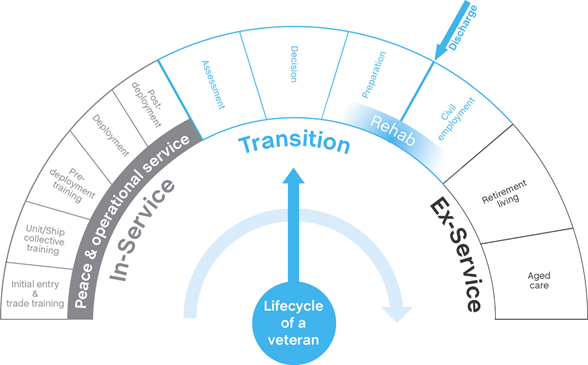 Initial entry
&
trade training
Unit/Ship
collective
training
Pre-
deployment
training
Deployment
Post-
deployment
Peace & operational service
In-Service
Assessment
Decision
Preparation
Transition
Rehab
Discharge
Civil
employment
Retirement
living
Aged
care
Ex-Service
Lifecycle
of a
veteran